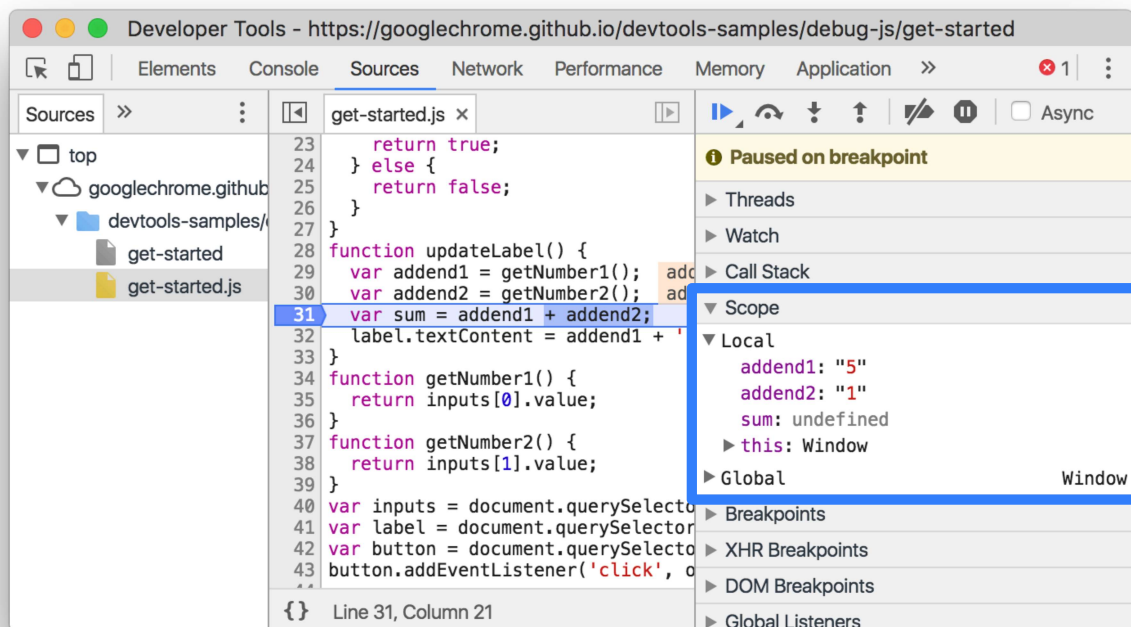 Developer Tools - https://googlechrome.github.io/devtools-samples/debug-js/get-started
Elements Console Sources Network Performance Memory Application » 1
Sources » get-started.js × Async
top
googlechrome.github
devtools-samples/
get-started
get-started.js
23 return true;
24 } else {
25 return false;
26 }
27 }
28 function updateLabel() {
29 var addend1 = getNumber1(); add
30 var addend2 = getNumber2(); ad
31 var sum = addend1 + addend2;
32 label.textContent = addend1 + '
33 }
34 function getNumber1() {
35 return inputs[0].value;
36 }
37 function getNumber2() {
38 return inputs[1].value;
39 }
40 var inputs = document.querySelecto
41 var label = document.querySelector
42 var button = document.querySelecto
43 button.addEventListener('click', o
{} Line 31, Column 21
Paused on breakpoint
Threads
Watch
Call Stack
Scope
Local
addend1: "5"
addend2: "1"
sum: undefined
this: Window
Global Window
Breakpoints
XHR Breakpoints
DOM Breakpoints
Global Listeners